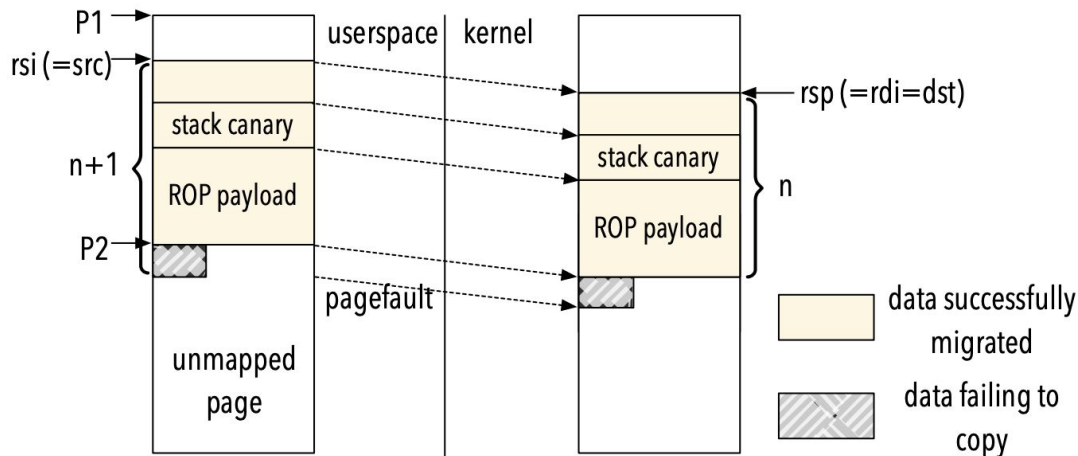 P1
userspace
kernel
rsi (=src)
rsp (=rdi=dst)
stack canary
n+1
stack canary
n
ROP payload
ROP payload
P2
pagefault
data successfully
migrated
unmapped
page
data failing to
copy